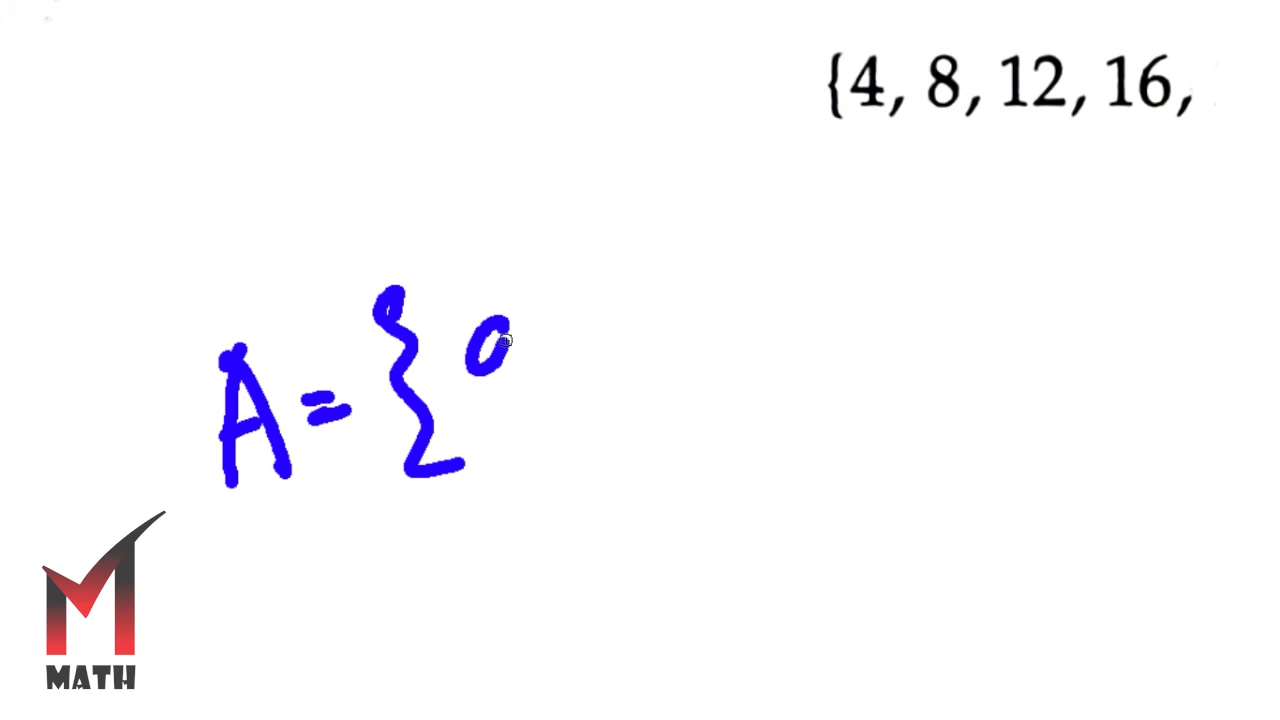 {4, 8, 12, 16,
A = { 0
MATH